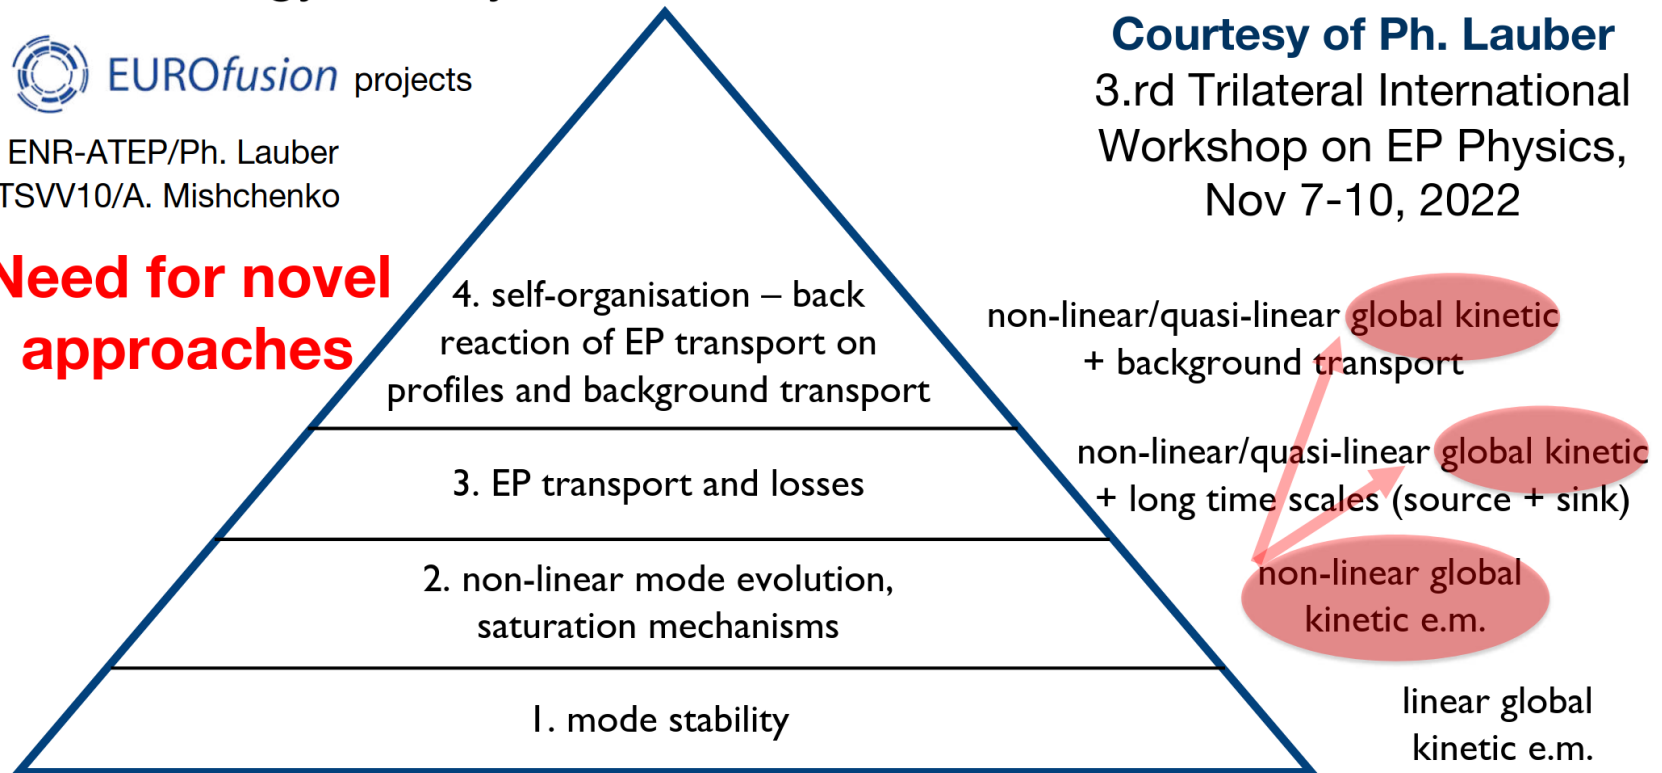 EUROfusion projects
ENR-ATEP/Ph. Lauber
TSVV10/A. Mishchenko
Need for novel
approaches
Courtesy of Ph. Lauber
3.rd Trilateral International
Workshop on EP Physics,
Nov 7-10, 2022
4. self-organisation – back
reaction of EP transport on
profiles and background transport
non-linear/quasi-linear global kinetic
+ background transport
3. EP transport and losses
non-linear/quasi-linear global kinetic
+ long time scales (source + sink)
2. non-linear mode evolution,
saturation mechanisms
non-linear global
kinetic e.m.
1. mode stability
linear global
kinetic e.m.